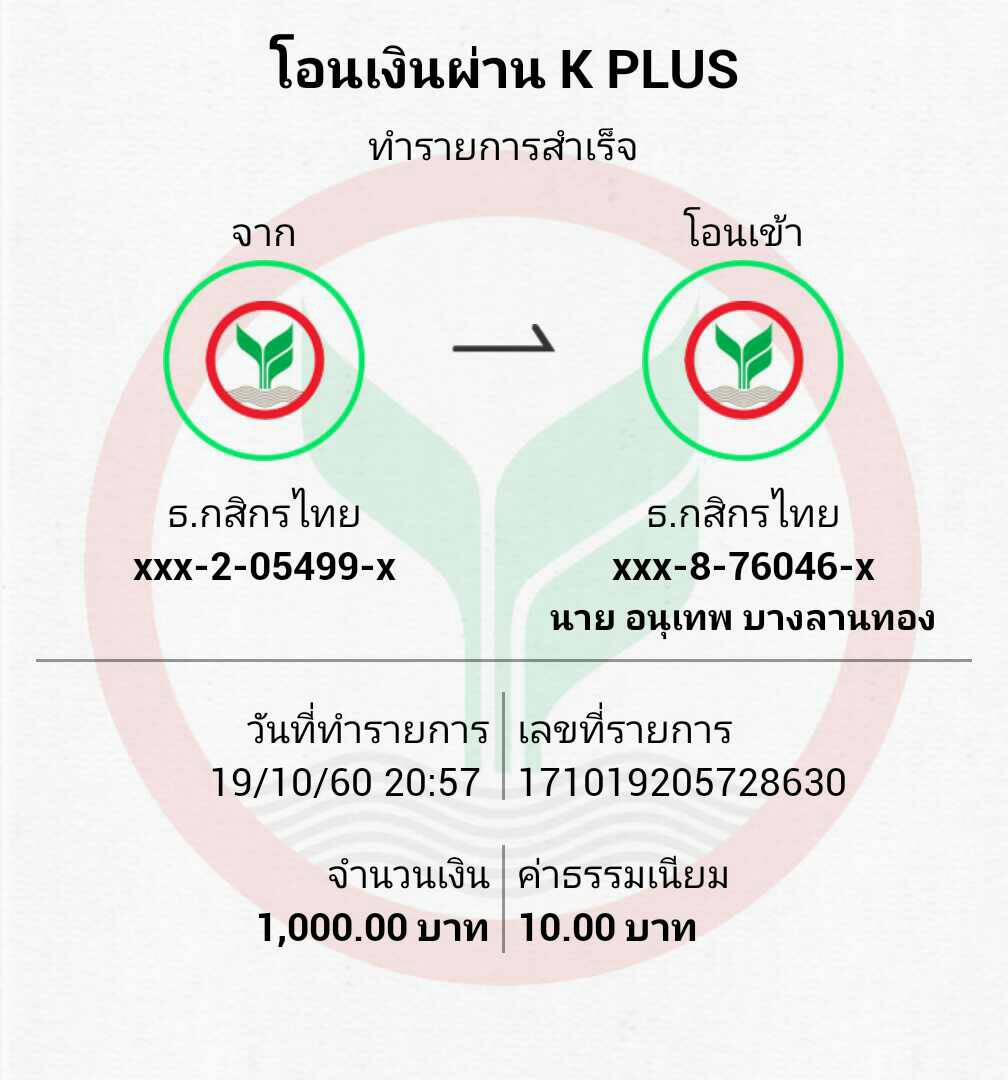 โอนเงินผ่าน K PLUS
ทำรายการสำเร็จ
จาก
โอนเข้า
ธ.กสิกรไทย
xxx-2-05499-x
ธ.กสิกรไทย
xxx-8-76046-x
นาย อนุเทพ บางลานทอง
วันที่ทำรายการ
19/10/60 20:57
เลขที่รายการ
171019205728630
จำนวนเงิน
1,000.00 บาท
ค่าธรรมเนียม
10.00 บาท